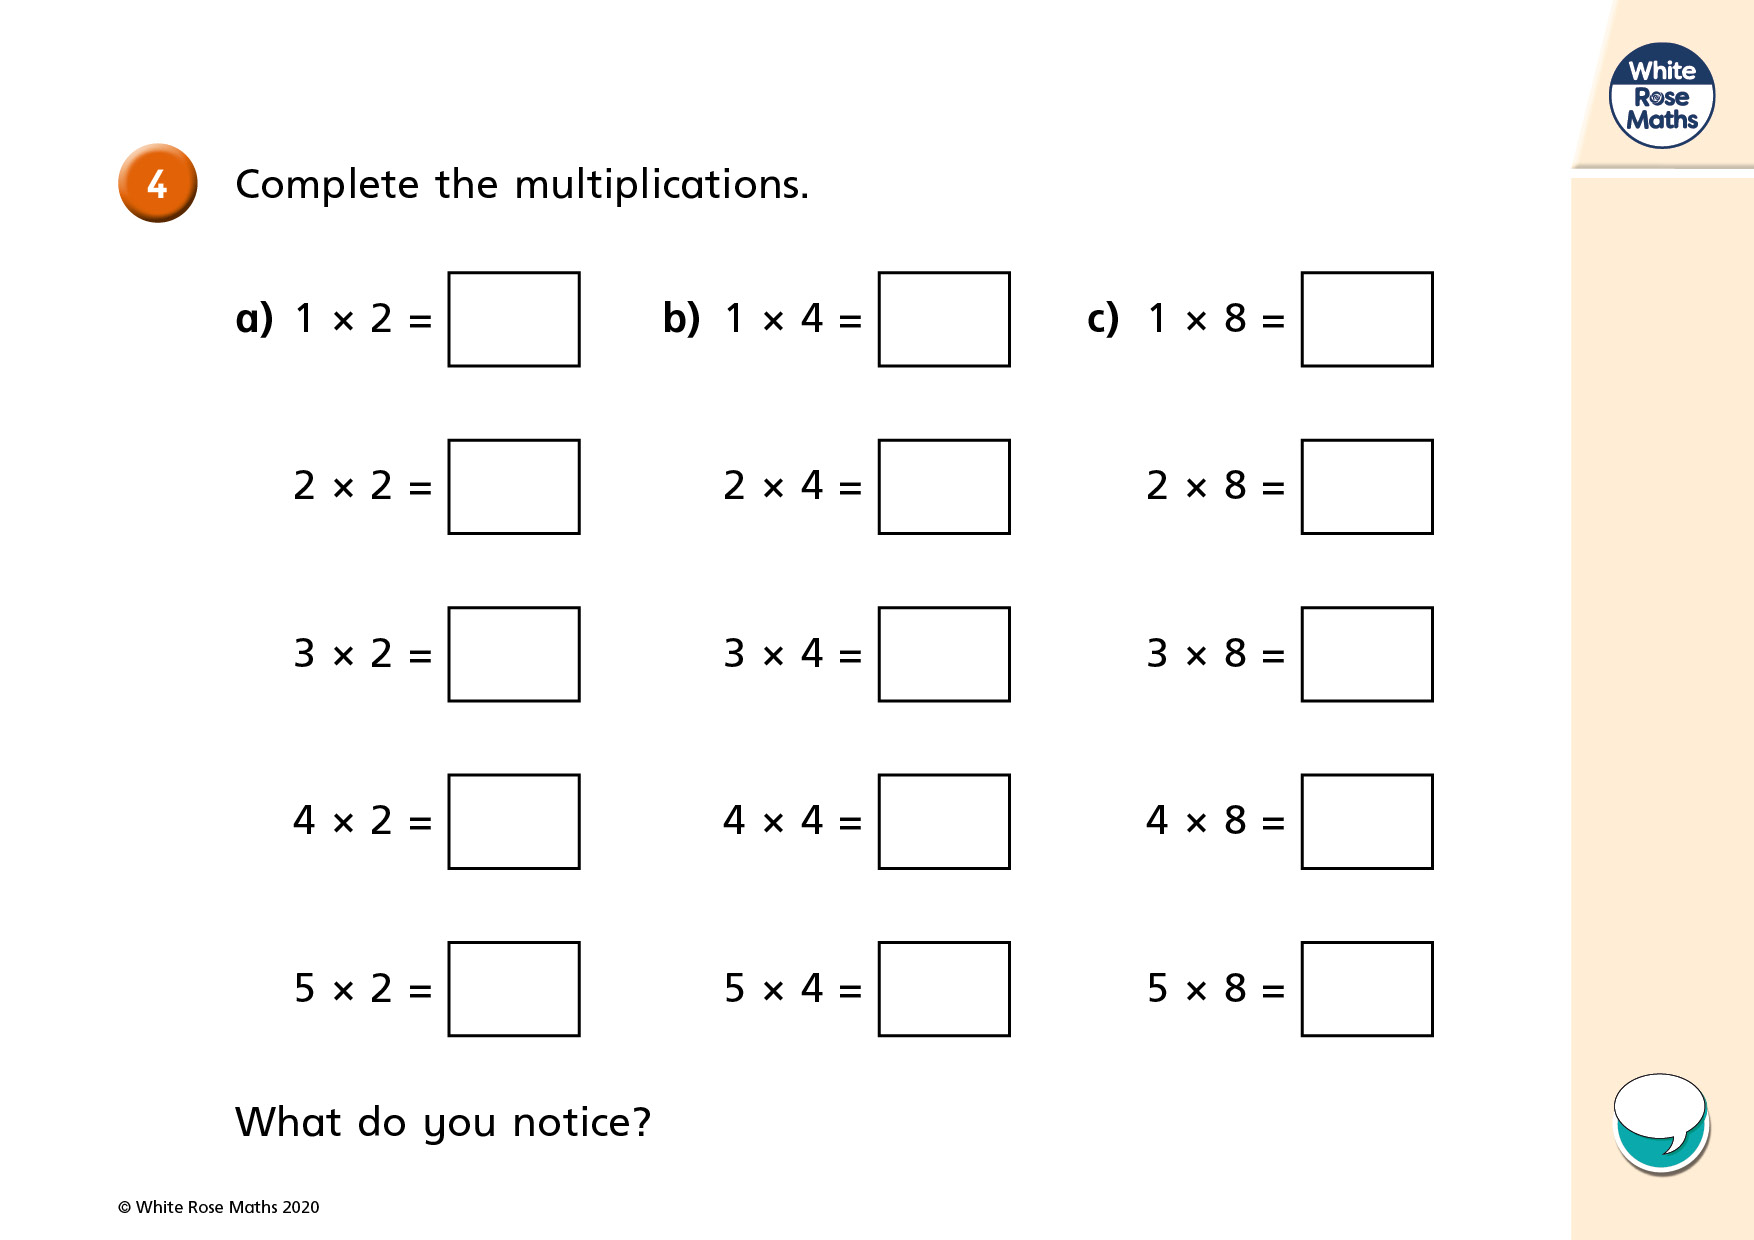 White
Rose
Maths
4 Complete the multiplications.
a) 1 × 2 = b) 1 × 4 = c) 1 × 8 =
2 × 2 = 2 × 4 = 2 × 8 =
3 × 2 = 3 × 4 = 3 × 8 =
4 × 2 = 4 × 4 = 4 × 8 =
5 × 2 = 5 × 4 = 5 × 8 =
What do you notice?
© White Rose Maths 2020